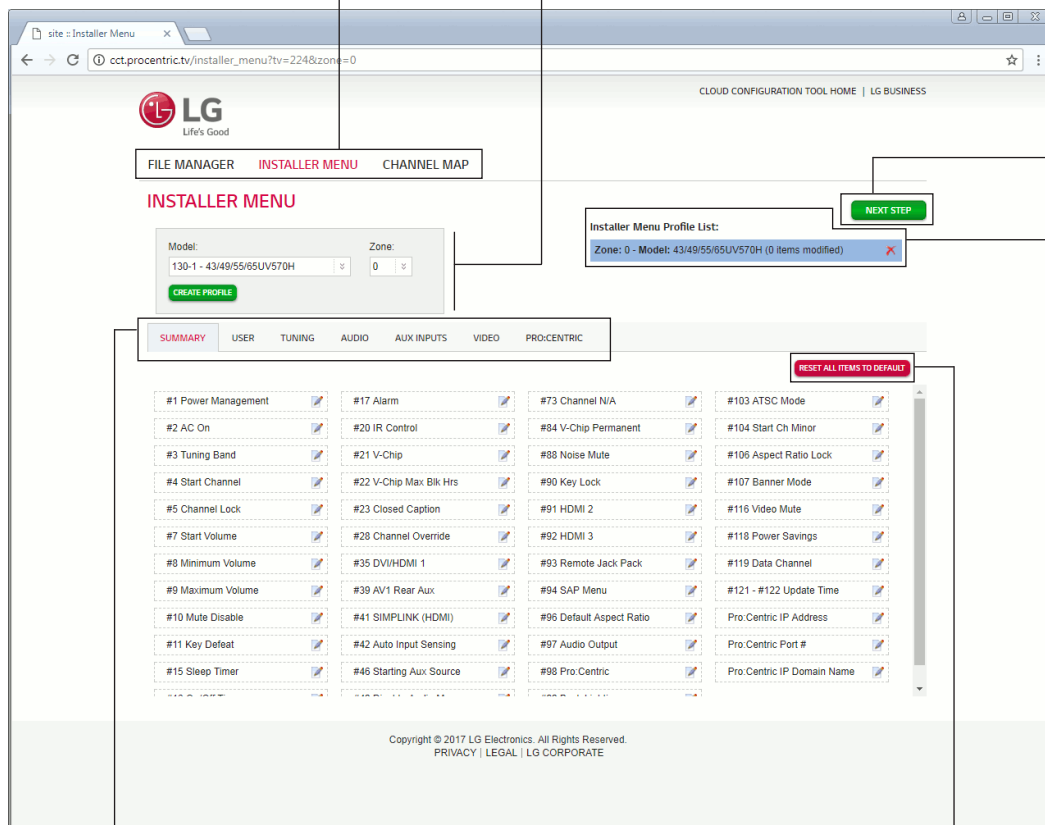 site :: Installer Menu
cct.procentric.tv/installer_menu?tv=224&zone=0
CLOUD CONFIGURATION TOOL HOME | LG BUSINESS
LG
Life's Good
FILE MANAGER INSTALLER MENU CHANNEL MAP
INSTALLER MENU
NEXT STEP
Installer Menu Profile List:
Zone: 0 - Model: 43/49/55/65UV570H (0 items modified)
Model: Zone:
130-1 - 43/49/55/65UV570H 0
CREATE PROFILE
SUMMARY USER TUNING AUDIO AUX INPUTS VIDEO PRO:CENTRIC
RESET ALL ITEMS TO DEFAULT
#1 Power Management #17 Alarm #73 Channel N/A #103 ATSC Mode
#2 AC On #20 IR Control #84 V-Chip Permanent #104 Start Ch Minor
#3 Tuning Band #21 V-Chip #88 Noise Mute #106 Aspect Ratio Lock
#4 Start Channel #22 V-Chip Max Blk Hrs #90 Key Lock #107 Banner Mode
#5 Channel Lock #23 Closed Caption #91 HDMI 2 #116 Video Mute
#7 Start Volume #28 Channel Override #92 HDMI 3 #118 Power Savings
#8 Minimum Volume #35 DVI/HDMI 1 #93 Remote Jack Pack #119 Data Channel
#9 Maximum Volume #39 AV1 Rear Aux #94 SAP Menu #121 - #122 Update Time
#10 Mute Disable #41 SIMPLINK (HDMI) #96 Default Aspect Ratio Pro:Centric IP Address
#11 Key Defeat #42 Auto Input Sensing #97 Audio Output Pro:Centric Port #
#15 Sleep Timer #46 Starting Aux Source #98 Pro:Centric Pro:Centric IP Domain Name
Copyright © 2017 LG Electronics. All Rights Reserved.
PRIVACY | LEGAL | LG CORPORATE